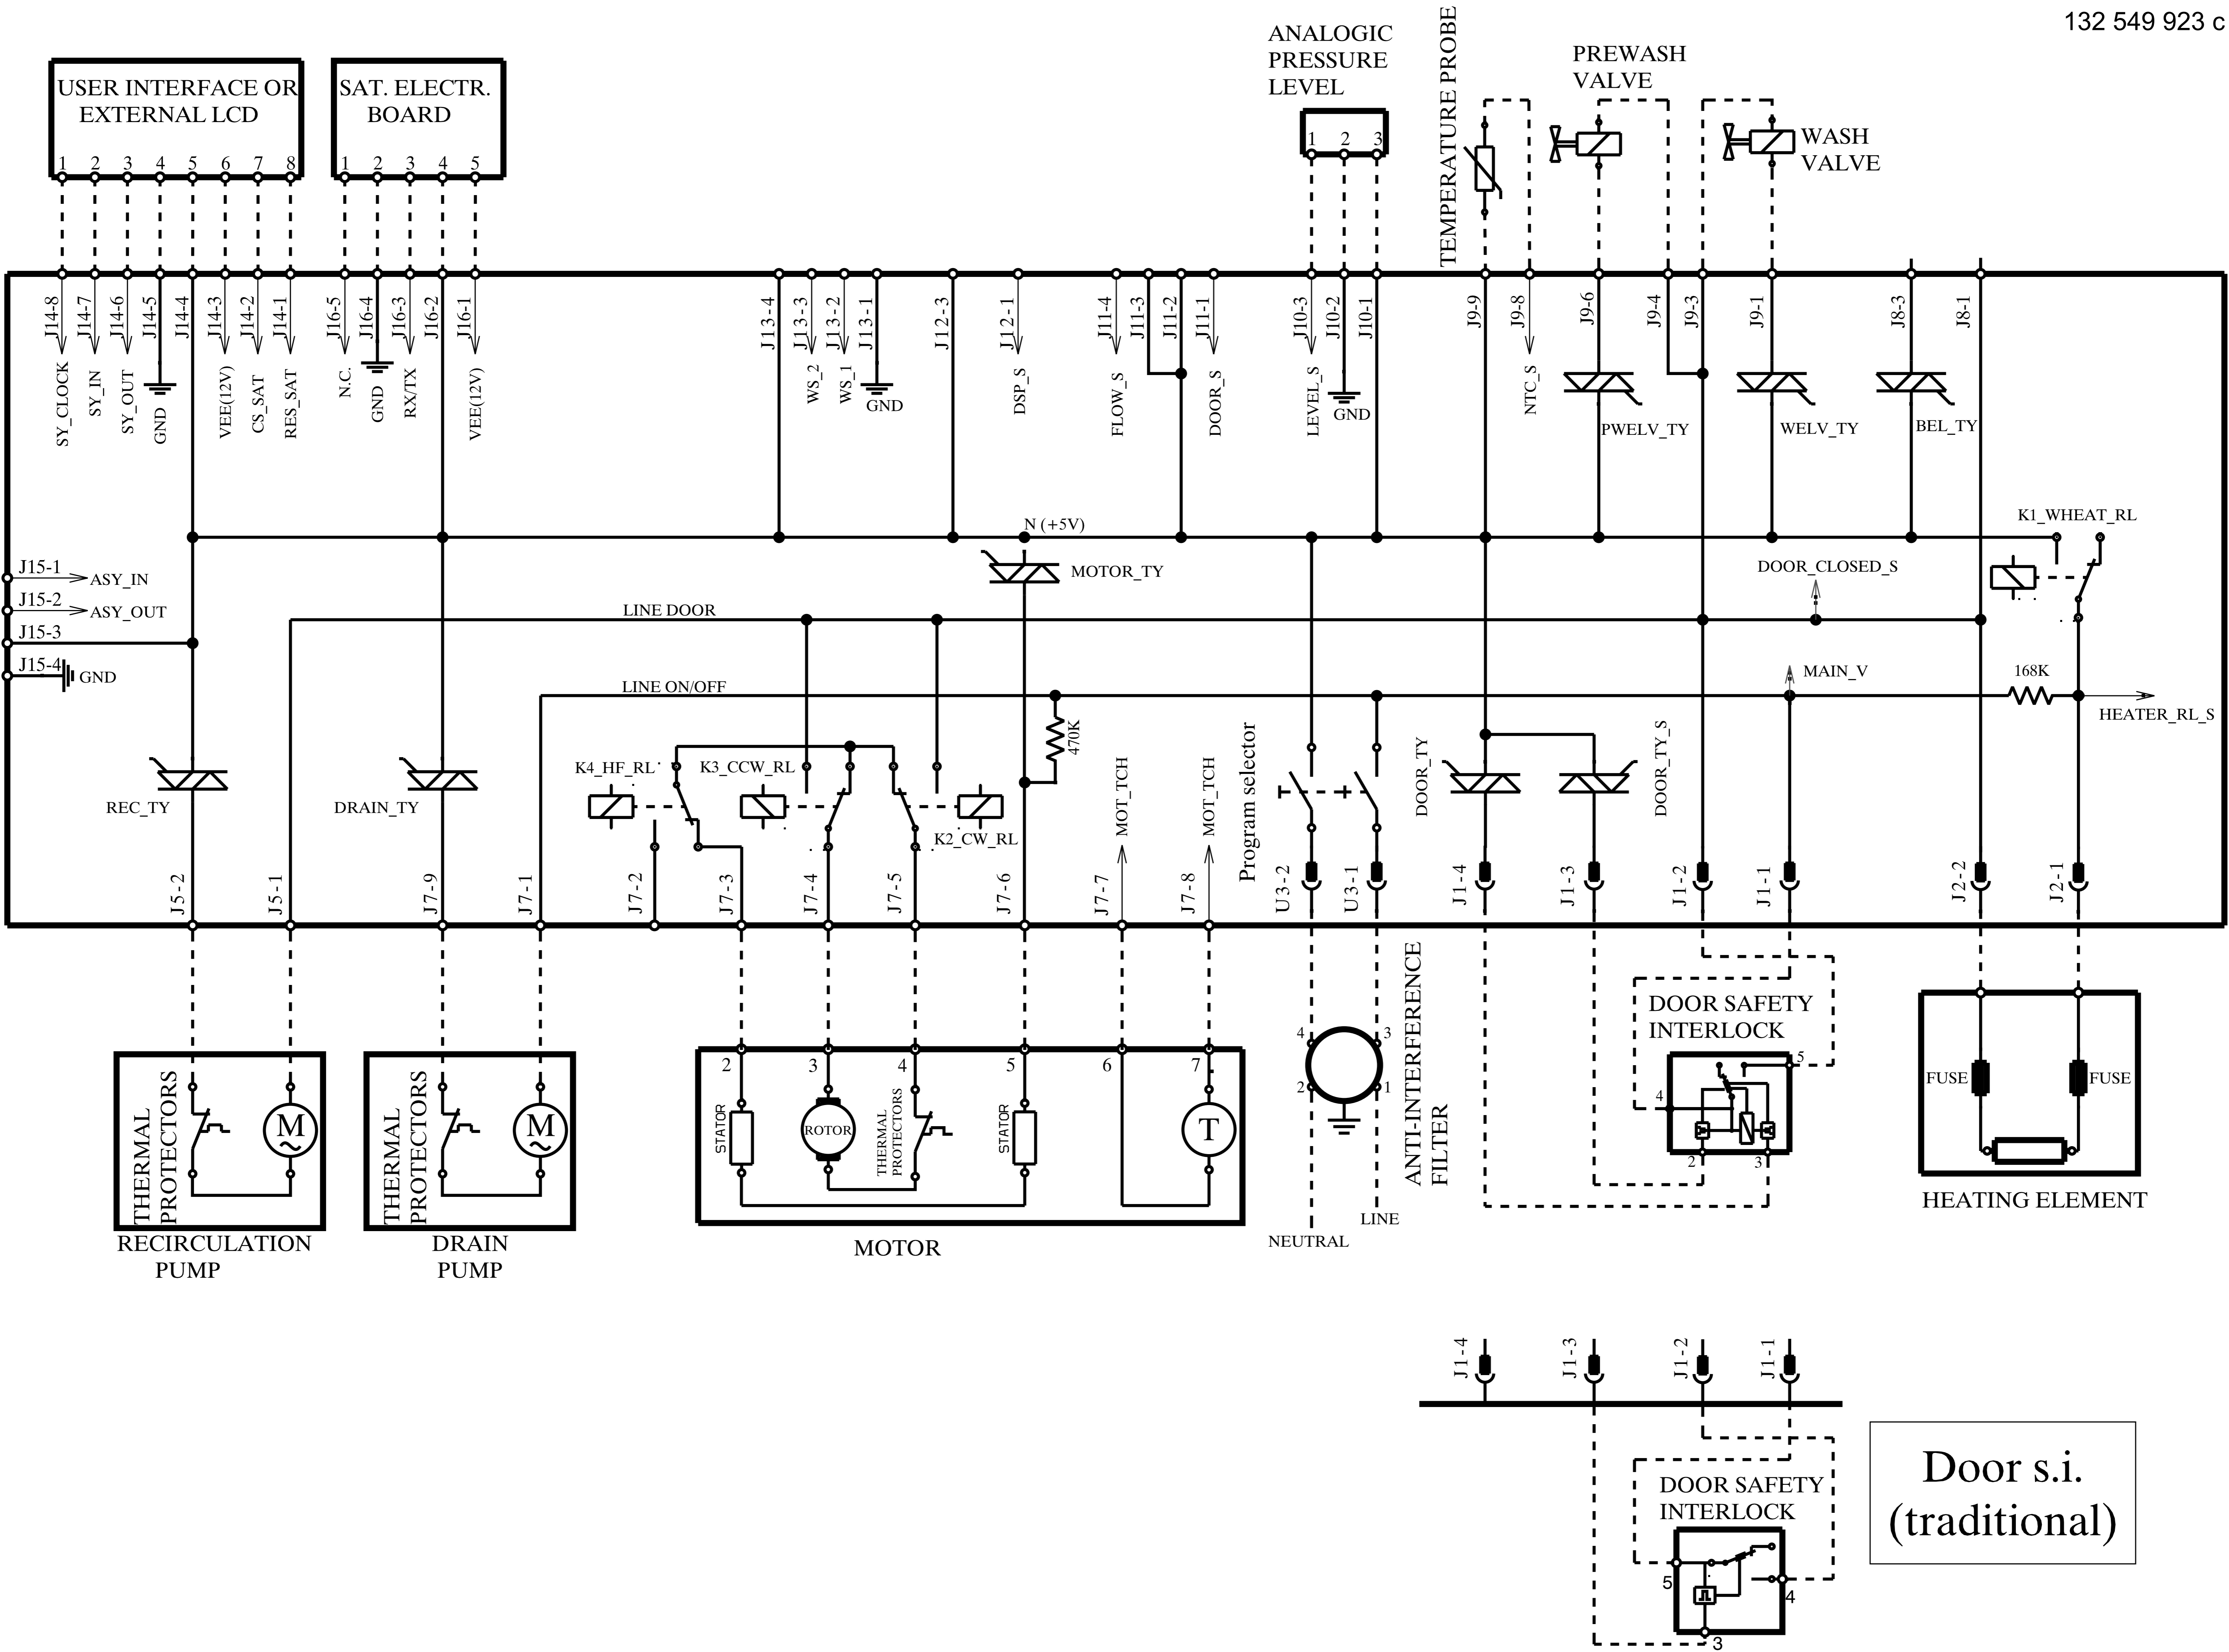 132 549 923 c
USER INTERFACE OR
EXTERNAL LCD
1 2 3 4 5 6 7 8
SAT. ELECTR.
BOARD
1 2 3 4 5
ANALOGIC
PRESSURE
LEVEL
1 2 3
TEMPERATURE PROBE
PREWASH
VALVE
WASH
VALVE
J14-8
J14-7
J14-6
J14-5
J14-4
J14-3
J14-2
J14-1
J16-5
J16-4
J16-3
J16-2
J16-1
J13-4
J13-3
J13-2
J13-1
J12-3
J12-1
J11-4
J11-3
J11-2
J11-1
J10-3
J10-2
J10-1
J9-9
J9-8
J9-6
J9-4
J9-3
J9-1
J8-3
J8-1
SY_CLOCK
SY_IN
SY_OUT
GND
VEE(12V)
CS_SAT
RES_SAT
N.C.
GND
RX/TX
VEE(12V)
WS_2
WS_1
GND
DSP_S
FLOW_S
DOOR_S
LEVEL_S
GND
NTC_S
PWELV_TY
WELV_TY
BEL_TY
N (+5V)
K1_WHEAT_RL
J15-1
ASY_IN
J15-2
ASY_OUT
J15-3
J15-4
GND
MOTOR_TY
DOOR_CLOSED_S
LINE DOOR
LINE ON/OFF
MAIN_V
168K
HEATER_RL_S
470K
REC_TY
DRAIN_TY
K4_HF_RL
K3_CCW_RL
K2_CW_RL
MOT_TCH
MOT_TCH
Program selector
DOOR_TY
DOOR_TY_S
J5-2
J5-1
J7-9
J7-1
J7-2
J7-3
J7-4
J7-5
J7-6
J7-7
J7-8
U3-2
U3-1
J1-4
J1-3
J1-2
J1-1
J2-2
J2-1
THERMAL
PROTECTORS
M
RECIRCULATION
PUMP
THERMAL
PROTECTORS
M
DRAIN
PUMP
2 3 4 5 6 7
STATOR
ROTOR
THERMAL
PROTECTORS
STATOR
T
MOTOR
4 3
2 1
ANTI-INTERFERENCE
FILTER
LINE
NEUTRAL
DOOR SAFETY
INTERLOCK
5
4
2 3
FUSE
FUSE
HEATING ELEMENT
J1-4
J1-3
J1-2
J1-1
DOOR SAFETY
INTERLOCK
5
4
3
Door s.i.
(traditional)